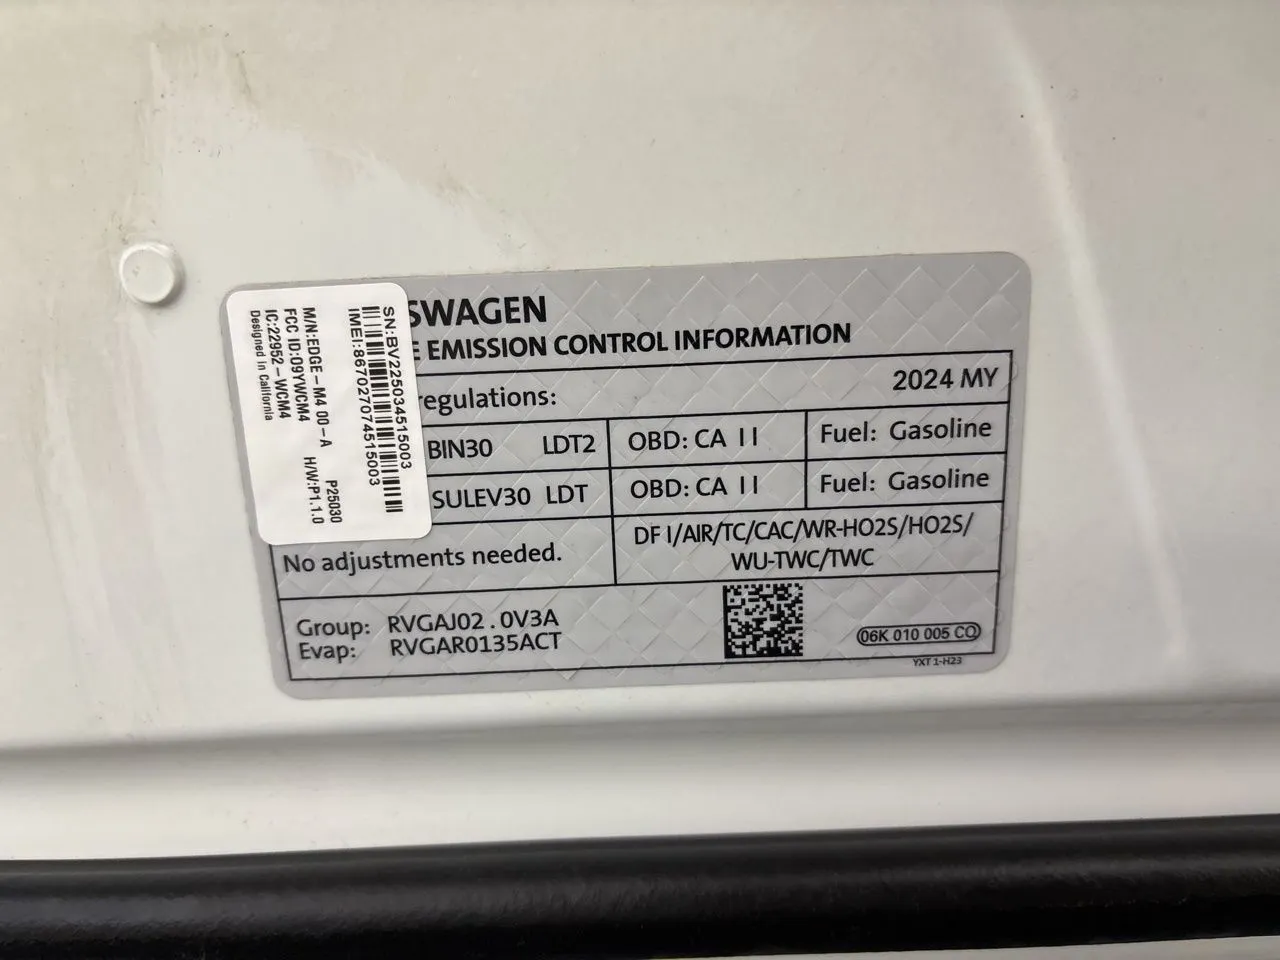 SWAGEN
E EMISSION CONTROL INFORMATION
egulations:
2024 MY
BIN30 LDT2 OBD: CA II Fuel: Gasoline
SULEV30 LDT OBD: CA II Fuel: Gasoline
No adjustments needed.
DFI/AIR/TC/CAC/WR-HO2S/HO2S/
WU-TWC/TWC
Group: RVGAJ02.0V3A
Evap: RVGAR0135ACT
06K 010 005 CQ
YXT 1-H23
SN:BV225034515003
IMEI:867027074515003
M/N:EDGE-M4 00-A P25030
FCC ID:09YWCM4 H/W:P1.1.0
IC:22952-WCM4
Designed in California